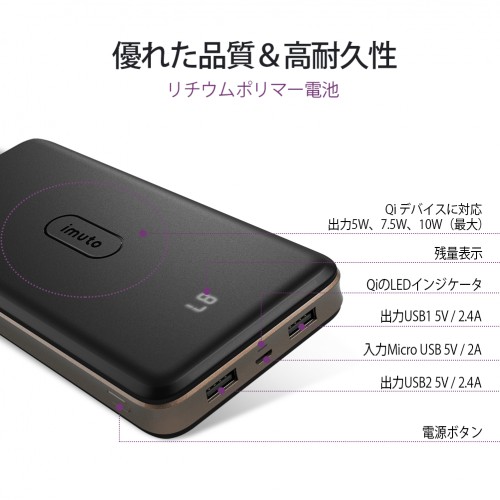 優れた品質＆高耐久性
リチウムポリマー電池
Qi デバイスに対応
出力5W、7.5W、10W（最大）
残量表示
QiのLEDインジケータ
出力USB1 5V / 2.4A
入力Micro USB 5V / 2A
出力USB2 5V / 2.4A
電源ボタン
imuto